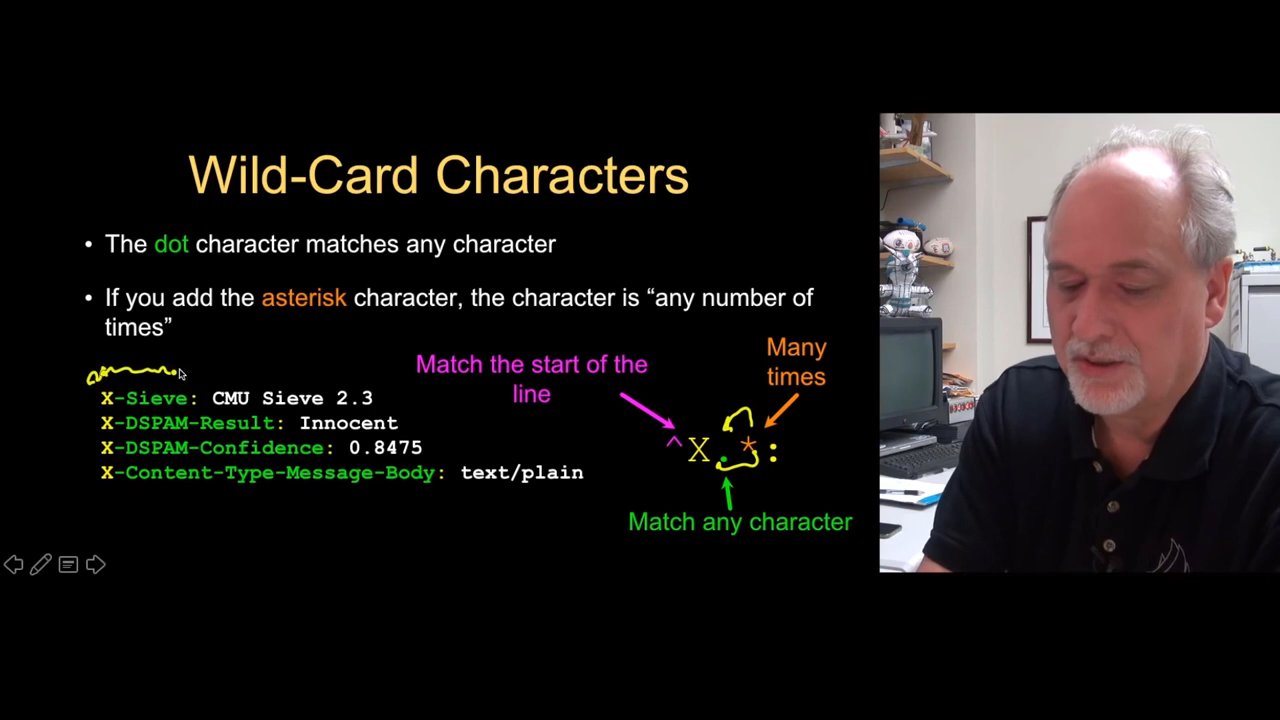 Wild-Card Characters
• The dot character matches any character
• If you add the asterisk character, the character is “any number of
times”
Match the start of the
line
Many
times
X-Sieve: CMU Sieve 2.3
X-DSPAM-Result: Innocent
X-DSPAM-Confidence: 0.8475
X-Content-Type-Message-Body: text/plain
^X.*:
Match any character